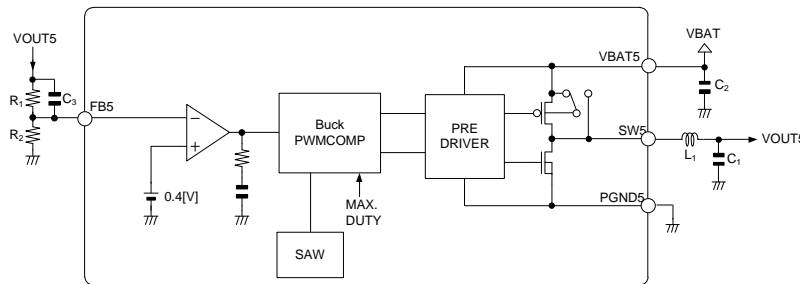 VOUT5
VBAT
VBAT5
R1
C3
C2
FB5
R2
−
+
Buck
PWMCOMP
PRE
DRIVER
SW5
VOUT5
L1
C1
0.4[V]
MAX.
DUTY
PGND5
SAW